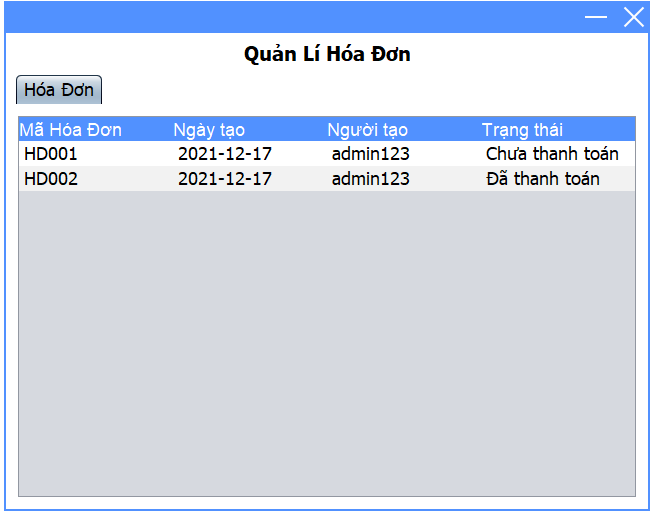 Quản Lí Hóa Đơn
Hóa Đơn
Mã Hóa Đơn Ngày tạo Người tạo Trạng thái
HD001 2021-12-17 admin123 Chưa thanh toán
HD002 2021-12-17 admin123 Đã thanh toán